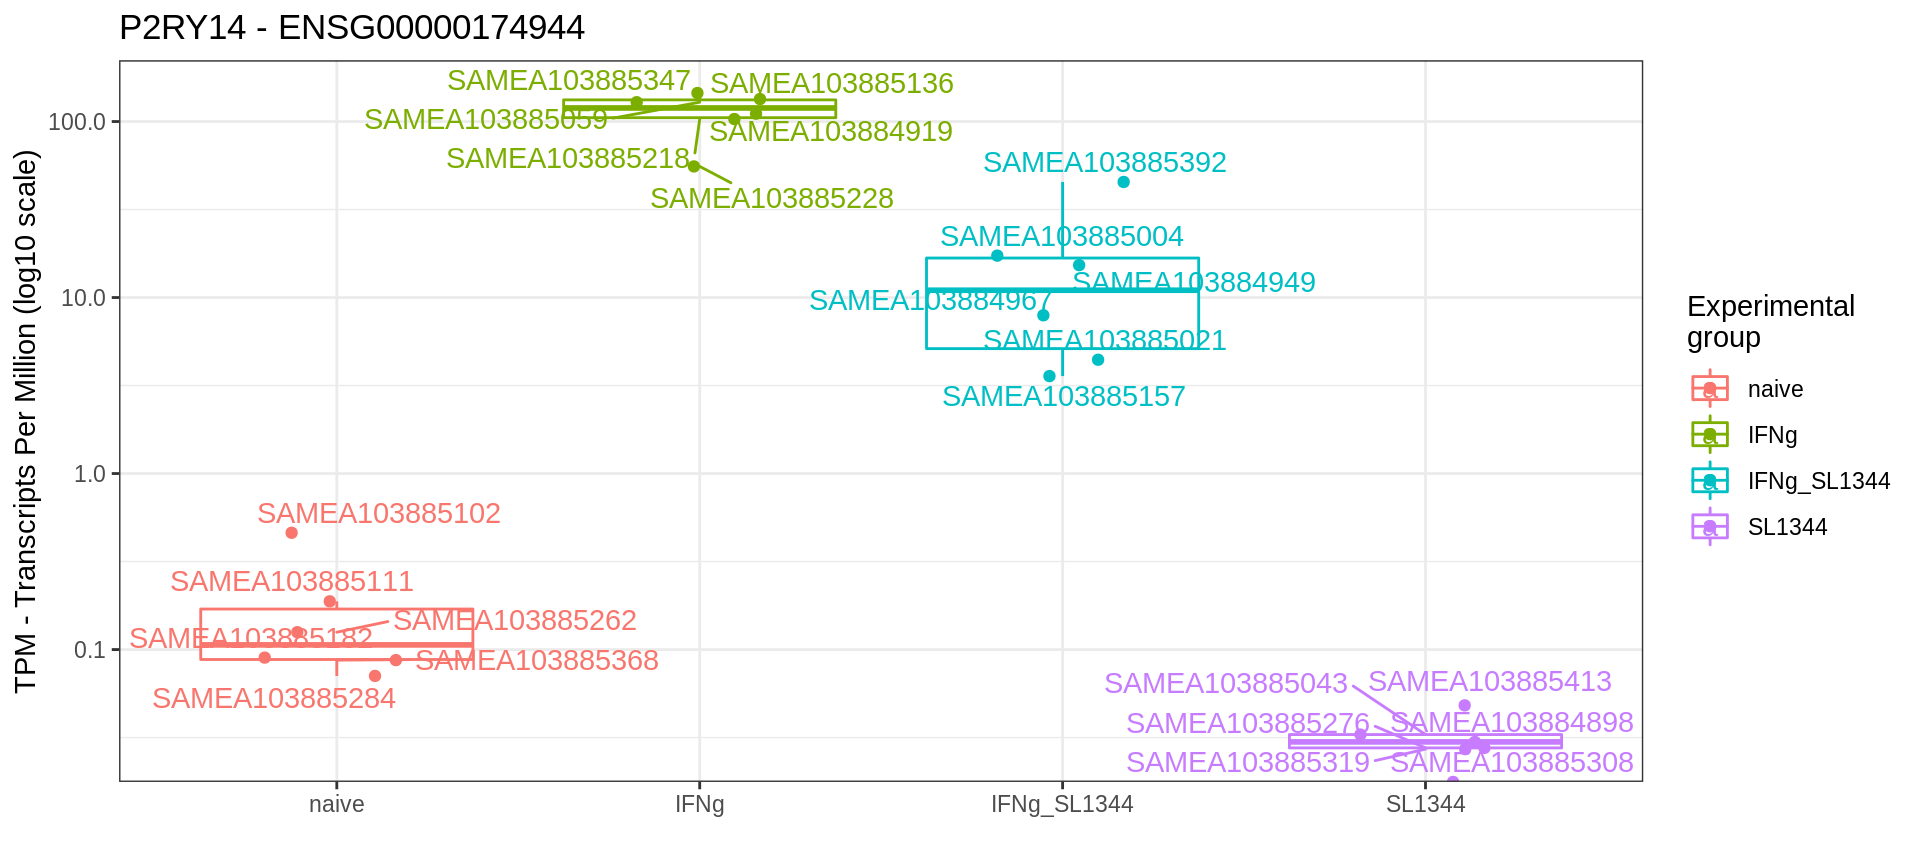 P2RY14 - ENSG00000174944
TPM - Transcripts Per Million (log10 scale)
100.0
10.0
1.0
0.1
SAMEA103885347
SAMEA103885136
SAMEA103885059
SAMEA103884919
SAMEA103885218
SAMEA103885228
SAMEA103885392
SAMEA103885004
SAMEA103884949
SAMEA103884967
SAMEA103885021
SAMEA103885157
SAMEA103885102
SAMEA103885111
SAMEA103885262
SAMEA103885182
SAMEA103885368
SAMEA103885284
SAMEA103885043
SAMEA103885413
SAMEA103885276
SAMEA103884898
SAMEA103885319
SAMEA103885308
naive
IFNg
IFNg_SL1344
SL1344
Experimental
group
naive
IFNg
IFNg_SL1344
SL1344